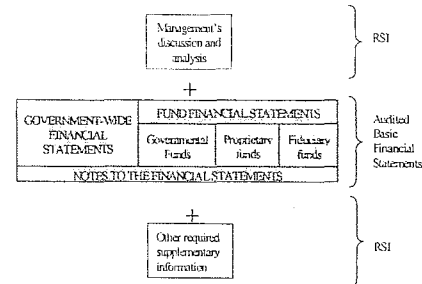 Management's
discussion and
analysis
RSI
+
GOVERNMENT-WIDE
FINANCIAL
STATEMENTS
FUND FINANCIAL STATEMENTS
Governmental
Funds
Proprietary
funds
Fiduciary
funds
NOTES TO THE FINANCIAL STATEMENTS
Audited
Basic
Financial
Statements
+
Other required
supplementary
information
RSI